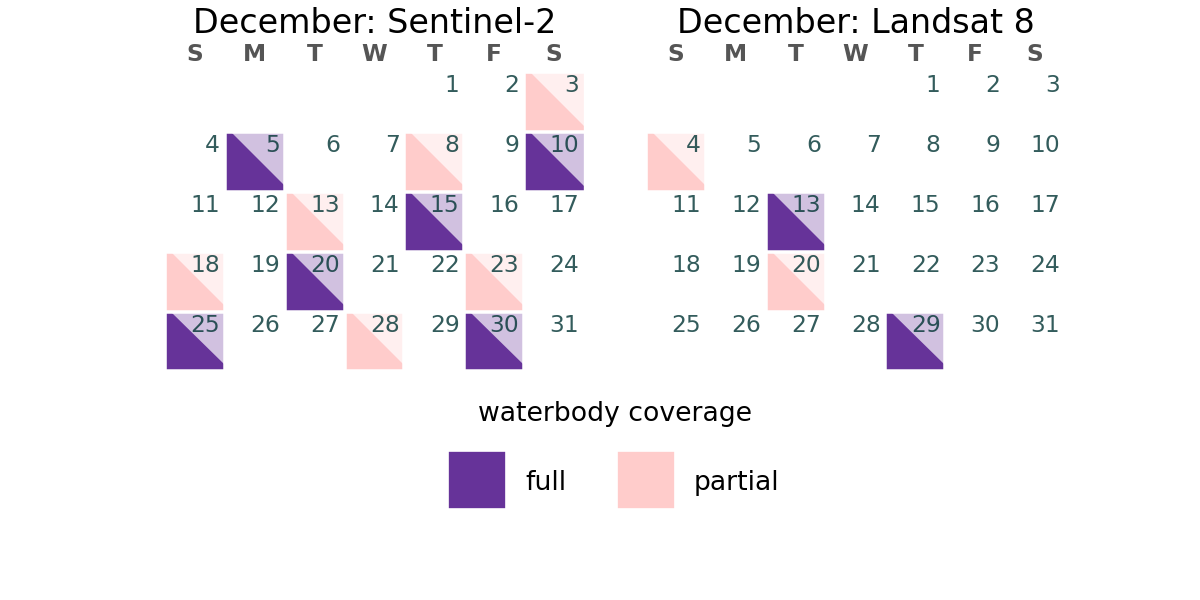 December: Sentinel-2
S M T W T F S
1 2 3
4 5 6 7 8 9 10
11 12 13 14 15 16 17
18 19 20 21 22 23 24
25 26 27 28 29 30 31
December: Landsat 8
S M T W T F S
1 2 3
4 5 6 7 8 9 10
11 12 13 14 15 16 17
18 19 20 21 22 23 24
25 26 27 28 29 30 31
waterbody coverage
full
partial